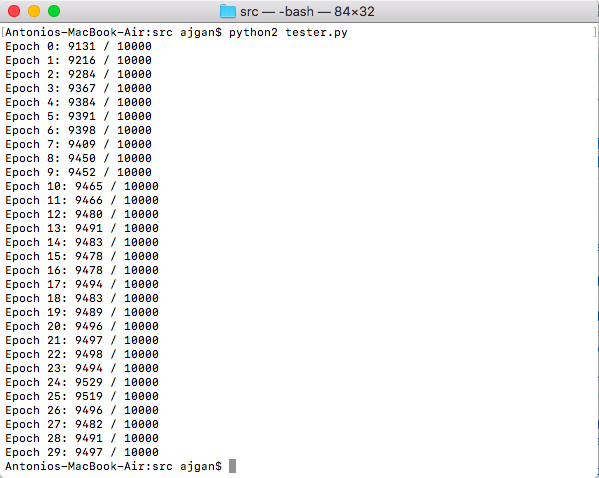 src — -bash — 84×32
[Antonios-MacBook-Air:src ajgan$ python2 tester.py ]
Epoch 0: 9131 / 10000
Epoch 1: 9216 / 10000
Epoch 2: 9284 / 10000
Epoch 3: 9367 / 10000
Epoch 4: 9384 / 10000
Epoch 5: 9391 / 10000
Epoch 6: 9398 / 10000
Epoch 7: 9409 / 10000
Epoch 8: 9450 / 10000
Epoch 9: 9452 / 10000
Epoch 10: 9465 / 10000
Epoch 11: 9466 / 10000
Epoch 12: 9480 / 10000
Epoch 13: 9491 / 10000
Epoch 14: 9483 / 10000
Epoch 15: 9478 / 10000
Epoch 16: 9478 / 10000
Epoch 17: 9494 / 10000
Epoch 18: 9483 / 10000
Epoch 19: 9489 / 10000
Epoch 20: 9496 / 10000
Epoch 21: 9497 / 10000
Epoch 22: 9498 / 10000
Epoch 23: 9494 / 10000
Epoch 24: 9529 / 10000
Epoch 25: 9519 / 10000
Epoch 26: 9496 / 10000
Epoch 27: 9482 / 10000
Epoch 28: 9491 / 10000
Epoch 29: 9497 / 10000
Antonios-MacBook-Air:src ajgan$